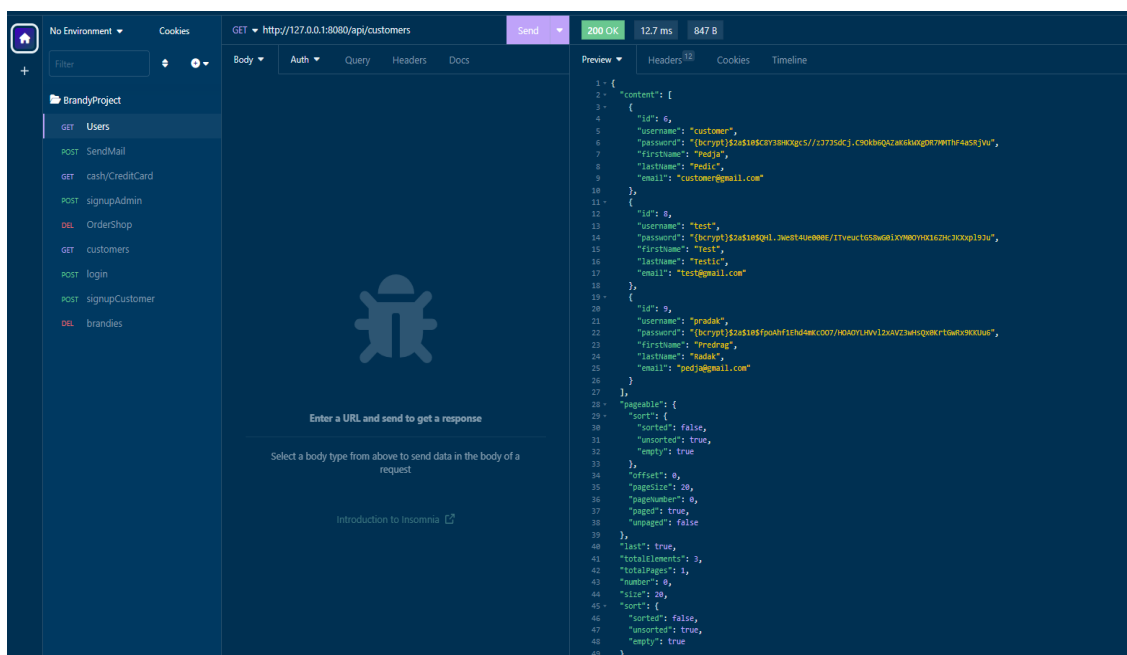 No Environment Cookies
Filter
BrandyProject
GET Users
POST SendMail
GET cash/CreditCard
POST signupAdmin
DEL OrderShop
GET customers
POST login
POST signupCustomer
DEL brandies
GET http://127.0.0.1:8080/api/customers Send
Body Auth Query Headers Docs
Enter a URL and send to get a response
Select a body type from above to send data in the body of a
request
Introduction to Insomnia
200 OK 12.7 ms 847 B
Preview Headers 12 Cookies Timeline
1 {
2 "content": [
3 {
4 "id": 6,
5 "username": "customer",
6 "password":
7 "firstName": "Pedja",
8 "lastName": "Pedic",
9 "email": "customer@gmail.com"
10 },
11 {
12 "id": 8,
13 "username": "test",
14 "password":
15 "firstName": "Test",
16 "lastName": "Testic",
17 "email": "test@gmail.com"
18 },
19 {
20 "id": 9,
21 "username": "pradak",
22 "password":
23 "firstName": "Predrag",
24 "lastName": "Radak",
25 "email": "pedja@gmail.com"
26 }
27 ],
28 "pageable": {
29 "sort": {
30 "sorted": false,
31 "unsorted": true,
32 "empty": true
33 },
34 "offset": 0,
35 "pageSize": 20,
36 "pageNumber": 0,
37 "paged": true,
38 "unpaged": false
39 },
40 "last": true,
41 "totalElements": 3,
42 "totalPages": 1,
43 "number": 0,
44 "size": 20,
45 "sort": {
46 "sorted": false,
47 "unsorted": true,
48 "empty": true
49 }